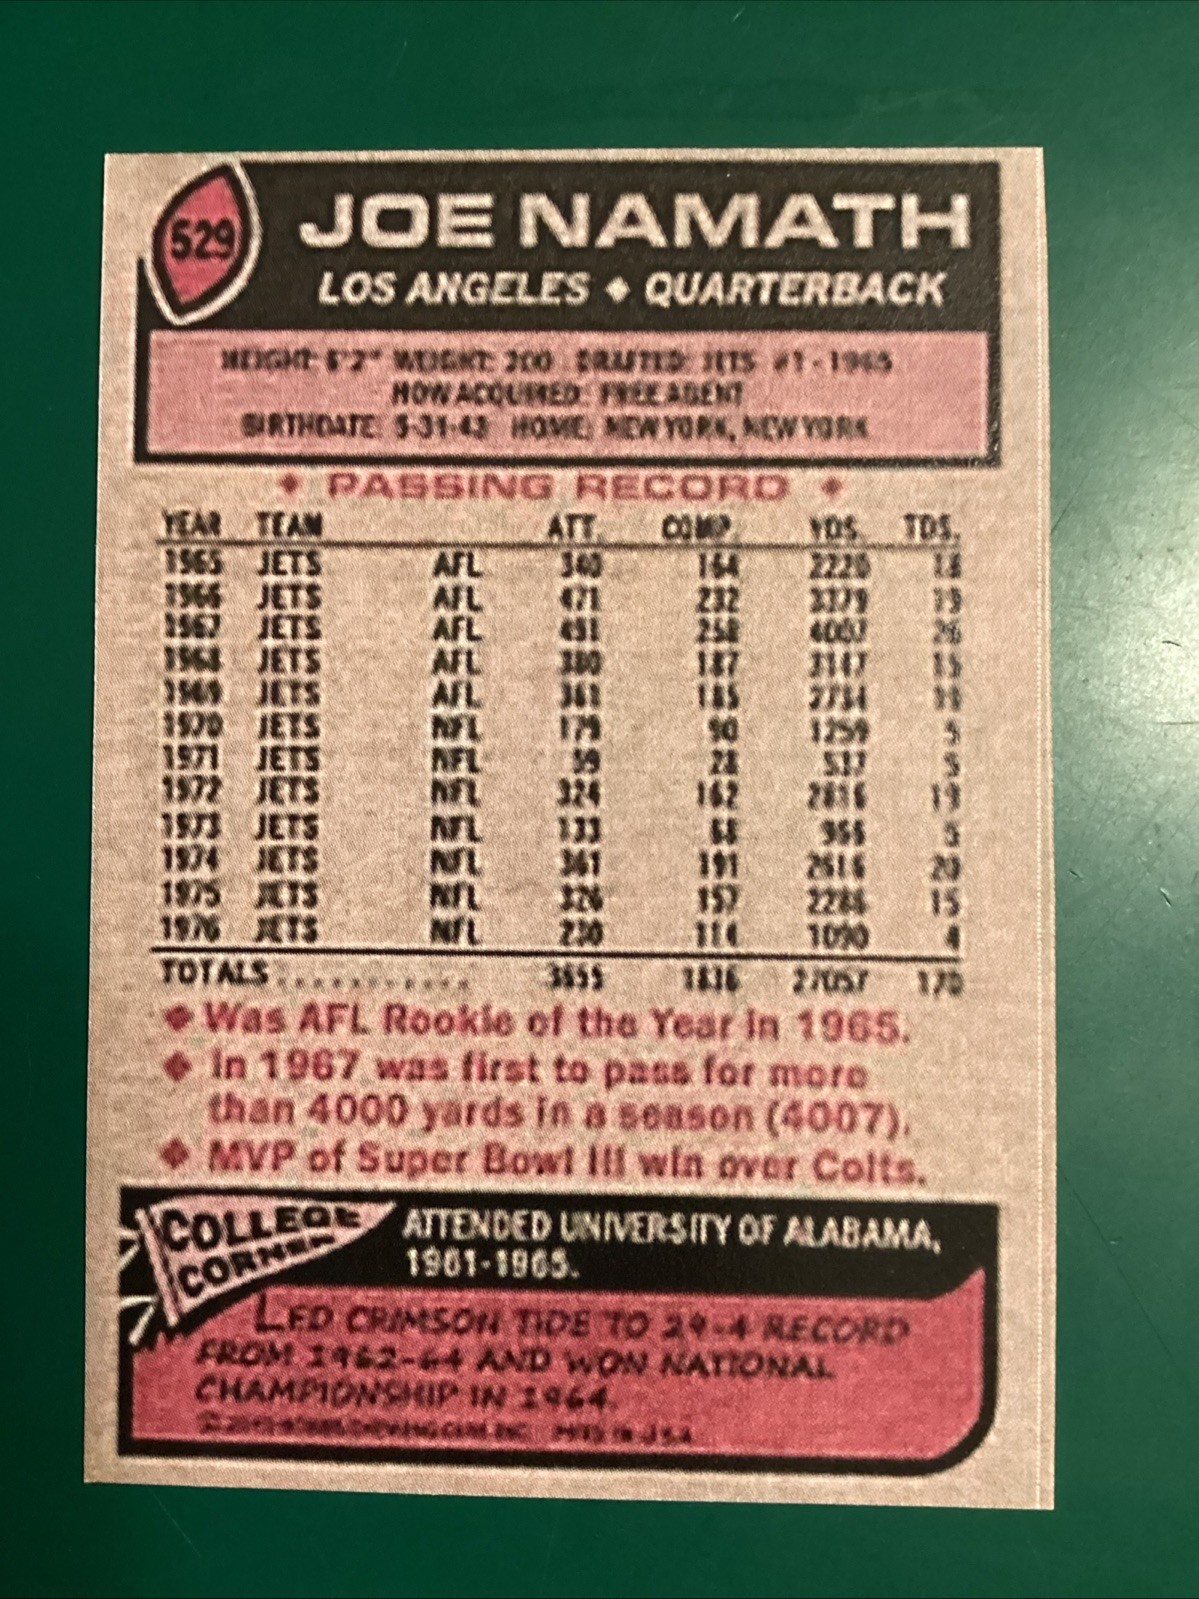 529
JOE NAMATH
LOS ANGELES ♦ QUARTERBACK
HEIGHT: 6'2" WEIGHT: 200 DRAFTED: JETS #1-1965
HOW ACQUIRED: FREE AGENT
BIRTHDATE: 5-31-43 HOME: NEW YORK, NEW YORK
♦ PASSING RECORD ♦
YEAR TEAM ATT. COMP. YDS. TDS.
1965 JETS AFL 340 164 2220 18
1966 JETS AFL 471 232 3379 19
1967 JETS AFL 491 258 4007 26
1968 JETS AFL 380 187 3147 15
1969 JETS AFL 361 185 2734 19
1970 JETS NFL 179 90 1259 5
1971 JETS NFL 59 28 537 5
1972 JETS NFL 324 162 2816 19
1973 JETS NFL 133 68 966 5
1974 JETS NFL 361 191 2616 20
1975 JETS NFL 326 157 2286 15
1976 JETS NFL 230 114 1090 4
TOTALS ............ 3655 1836 27057 170
♦ Was AFL Rookie of the Year in 1965.
♦ In 1967 was first to pass for more
than 4000 yards in a season (4007).
♦ MVP of Super Bowl III win over Colts.
COLLEGE
CORNER
ATTENDED UNIVERSITY OF ALABAMA,
1961-1965.
LED CRIMSON TIDE TO 29-4 RECORD
FROM 1962-64 AND WON NATIONAL
CHAMPIONSHIP IN 1964.
CHEWING GUM, INC. PRTD IN U.S.A.